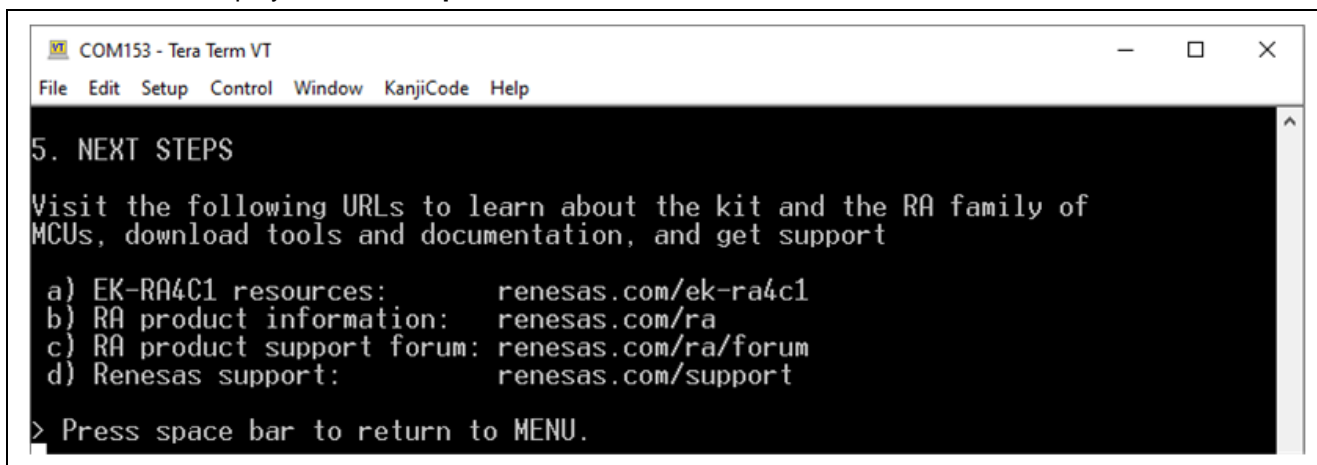 COM153 - Tera Term VT
File Edit Setup Control Window KanjiCode Help
5. NEXT STEPS
Visit the following URLs to learn about the kit and the RA family of
MCUs, download tools and documentation, and get support
a) EK-RA4C1 resources: renesas.com/ek-ra4c1
b) RA product information: renesas.com/ra
c) RA product support forum: renesas.com/ra/forum
d) Renesas support: renesas.com/support
> Press space bar to return to MENU.